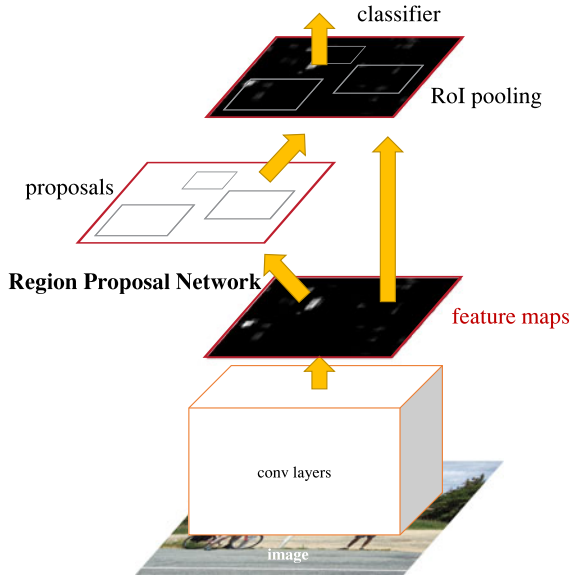 classifier
RoI pooling
proposals
Region Proposal Network
feature maps
conv layers
image